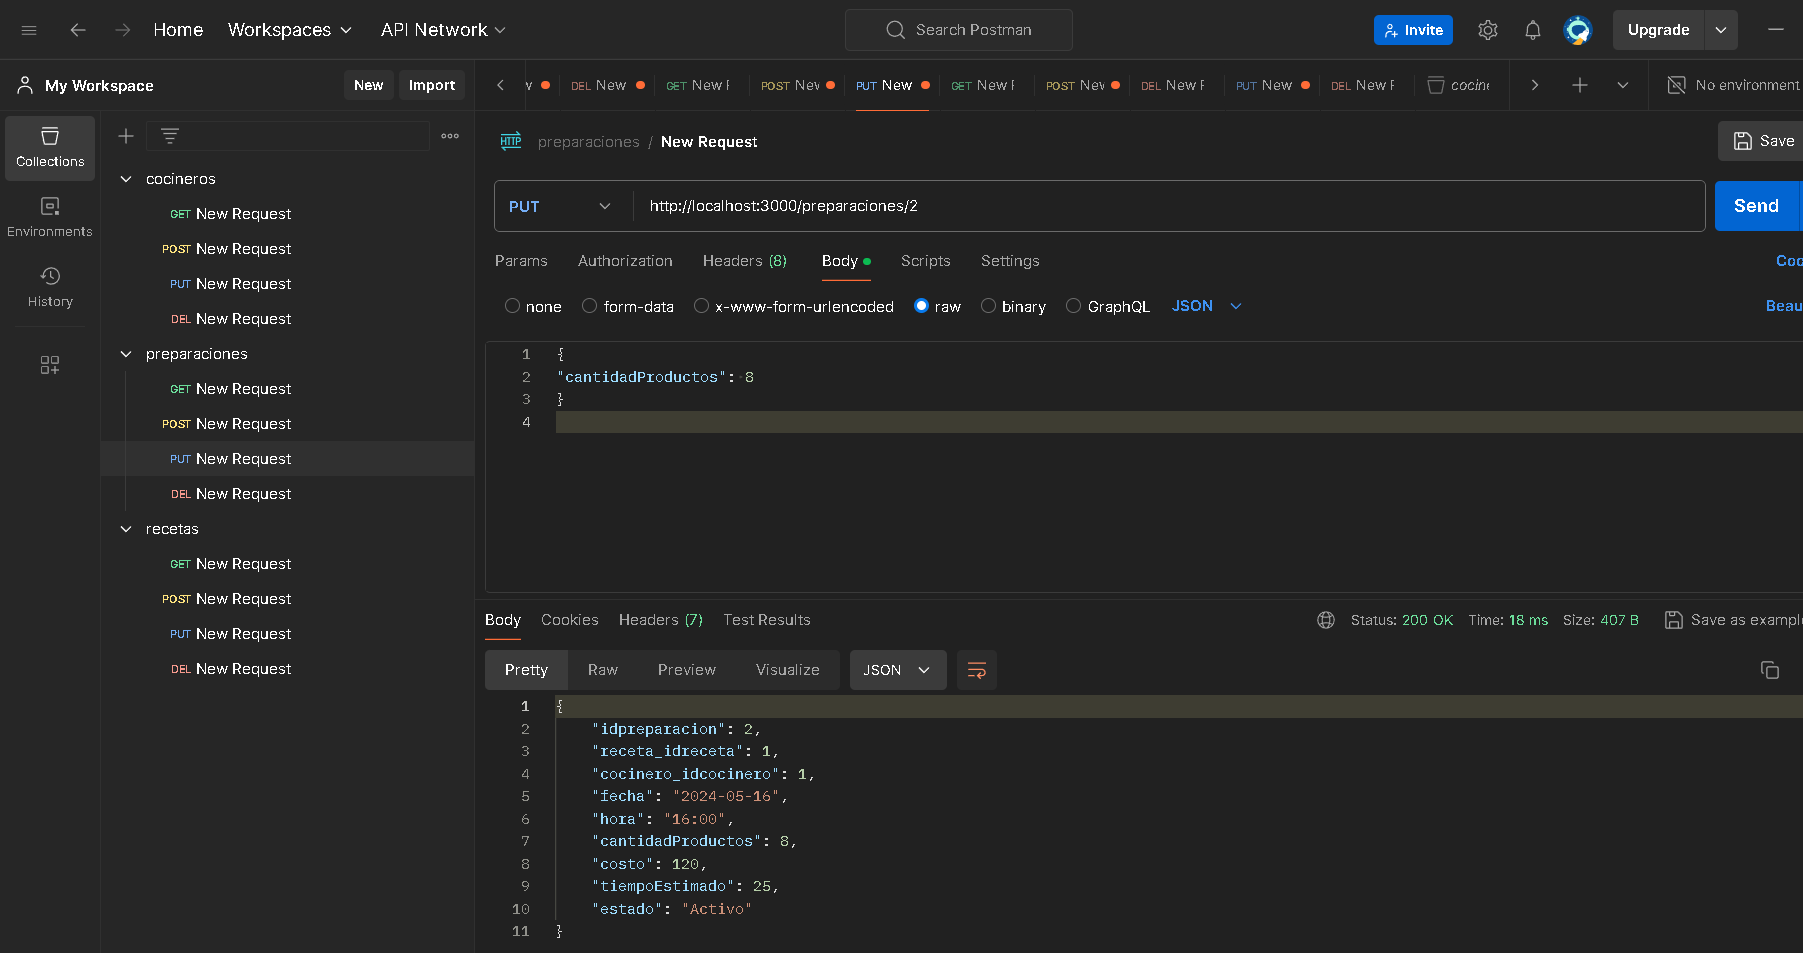 Home Workspaces API Network Search Postman Invite Upgrade
My Workspace New Import
DEL New GET New POST Nev PUT New GET New POST Nev DEL New PUT New DEL New cocine No environment
Collections
Environments
History
cocineros
GET New Request
POST New Request
PUT New Request
DEL New Request
preparaciones
GET New Request
POST New Request
PUT New Request
DEL New Request
recetas
GET New Request
POST New Request
PUT New Request
DEL New Request
HTTP preparaciones / New Request Save
PUT http://localhost:3000/preparaciones/2 Send
Params Authorization Headers (8) Body Scripts Settings Coo
none form-data x-www-form-urlencoded raw binary GraphQL JSON Beau
1 {
2 "cantidadProductos": 8
3 }
4
Body Cookies Headers (7) Test Results Status: 200 OK Time: 18 ms Size: 407 B Save as example
Pretty Raw Preview Visualize JSON
1 {
2 "idpreparacion": 2,
3 "receta_idreceta": 1,
4 "cocinero_idcocinero": 1,
5 "fecha": "2024-05-16",
6 "hora": "16:00",
7 "cantidadProductos": 8,
8 "costo": 120,
9 "tiempoEstimado": 25,
10 "estado": "Activo"
11 }